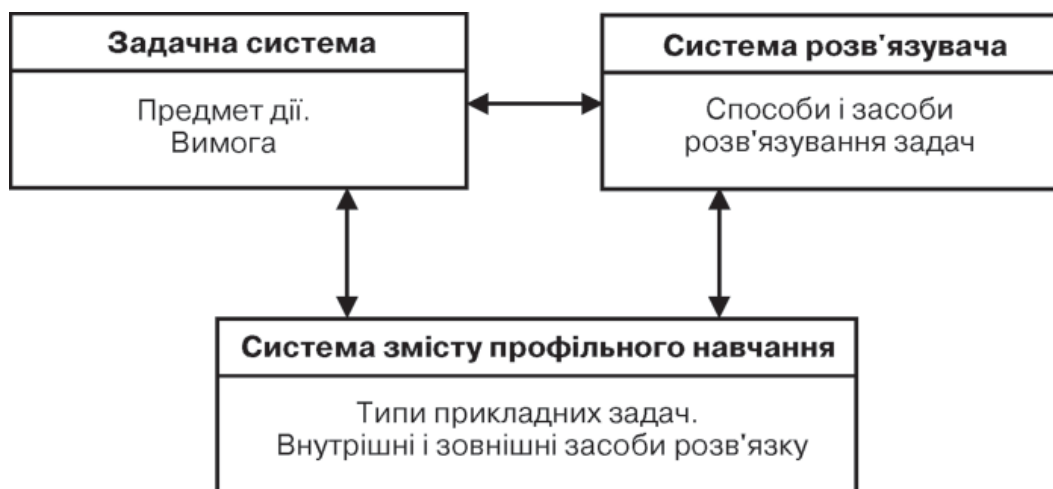 Задачна система
Предмет дії.
Вимога
Система розв'язувача
Способи і засоби
розв'язування задач
Система змісту профільного навчання
Типи прикладних задач.
Внутрішні і зовнішні засоби розв'язку